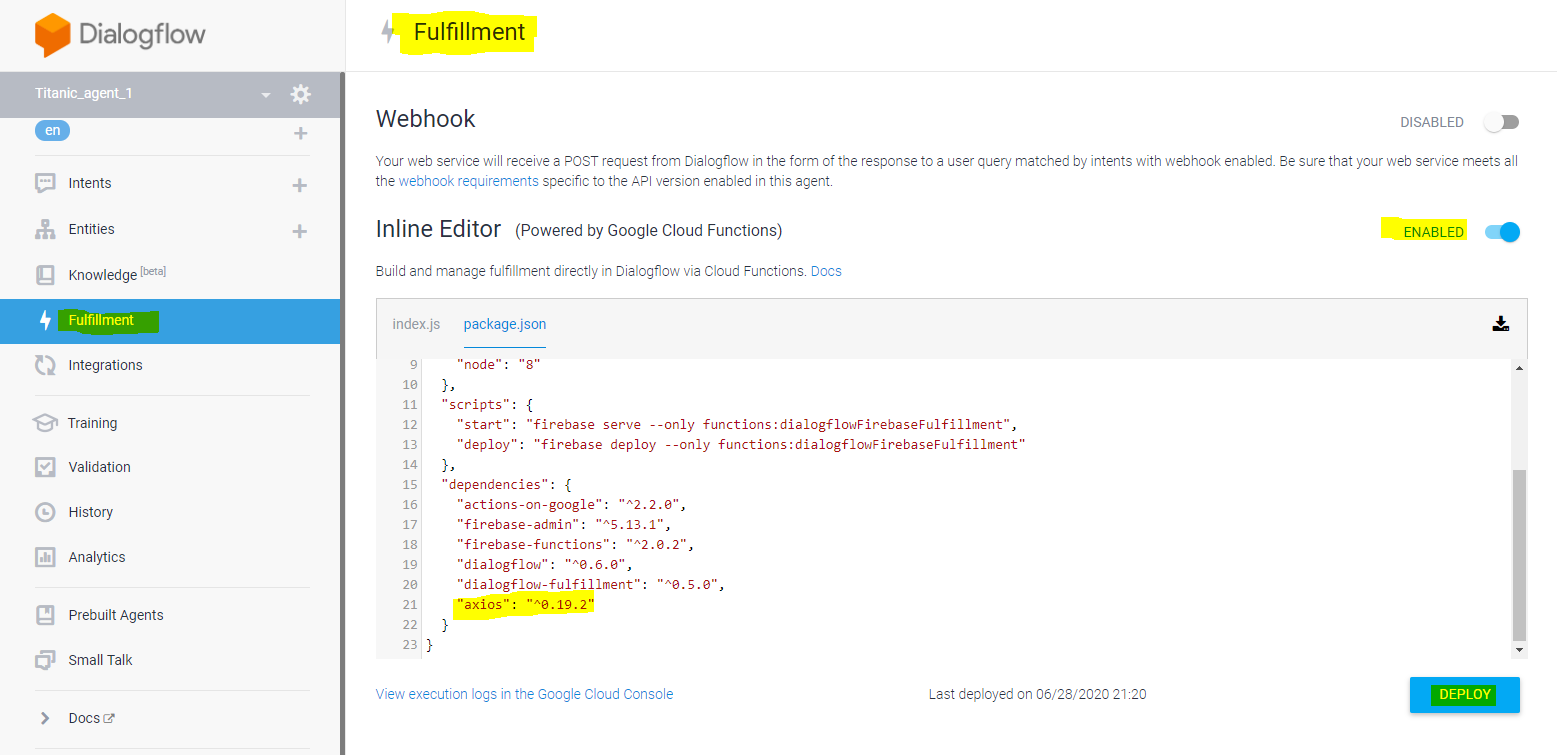 Dialogflow
Titanic_agent_1
en
Intents
Entities
Knowledge [beta]
Fulfillment
Integrations
Training
Validation
History
Analytics
Prebuilt Agents
Small Talk
Docs
Fulfillment
Webhook
DISABLED
Your web service will receive a POST request from Dialogflow in the form of the response to a user query matched by intents with webhook enabled. Be sure that your web service meets all
the webhook requirements specific to the API version enabled in this agent.
Inline Editor (Powered by Google Cloud Functions)
ENABLED
Build and manage fulfillment directly in Dialogflow via Cloud Functions. Docs
index.js package.json
9 "node": "8"
10 },
11 "scripts": {
12 "start": "firebase serve --only functions:dialogflowFirebaseFulfillment",
13 "deploy": "firebase deploy --only functions:dialogflowFirebaseFulfillment"
14 },
15 "dependencies": {
16 "actions-on-google": "^2.2.0",
17 "firebase-admin": "^5.13.1",
18 "firebase-functions": "^2.0.2",
19 "dialogflow": "^0.6.0",
20 "dialogflow-fulfillment": "^0.5.0",
21 "axios": "^0.19.2"
22 }
23 }
View execution logs in the Google Cloud Console
Last deployed on 06/28/2020 21:20
DEPLOY